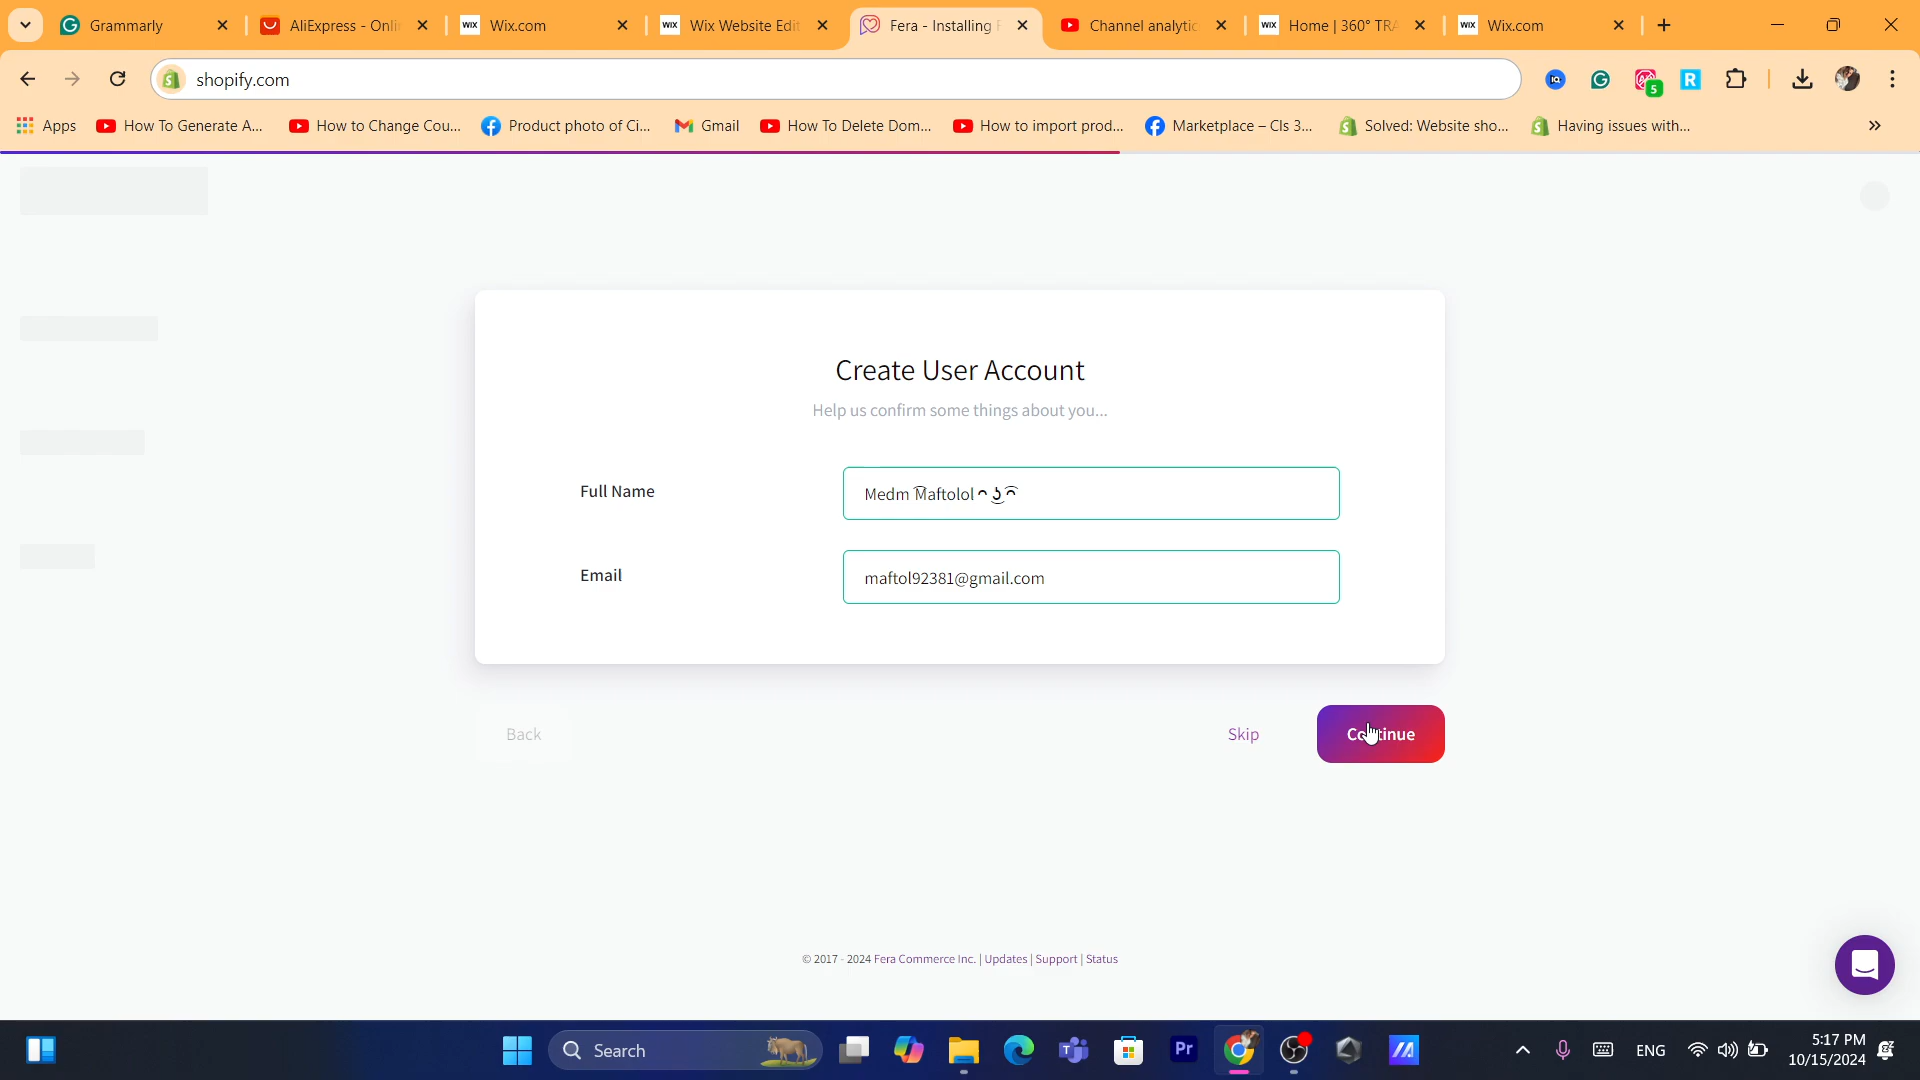 Grammarly
AliExpress - Onli
Wix.com
Wix Website Edit
Fera - Installing F
Channel analytic
Home | 360° TRA
Wix.com
shopify.com
5
Apps
How To Generate A...
How to Change Cou...
Product photo of Ci...
Gmail
How To Delete Dom...
How to import prod...
Marketplace – Cls 3...
Solved: Website sho...
Having issues with...
Create User Account
Help us confirm some things about you...
Full Name
Medm Maftolol
Email
maftol92381@gmail.com
Back
Skip
Continue
© 2017 - 2024 Fera Commerce Inc. | Updates | Support | Status
Search
Pr
ENG
5:17 PM
10/15/2024